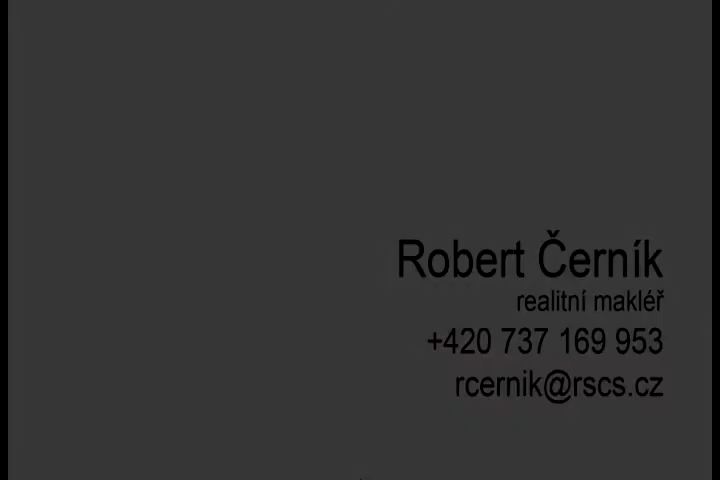 Robert Černík
realitní makléř
+420 737 169 953
rcernik@rscs.cz